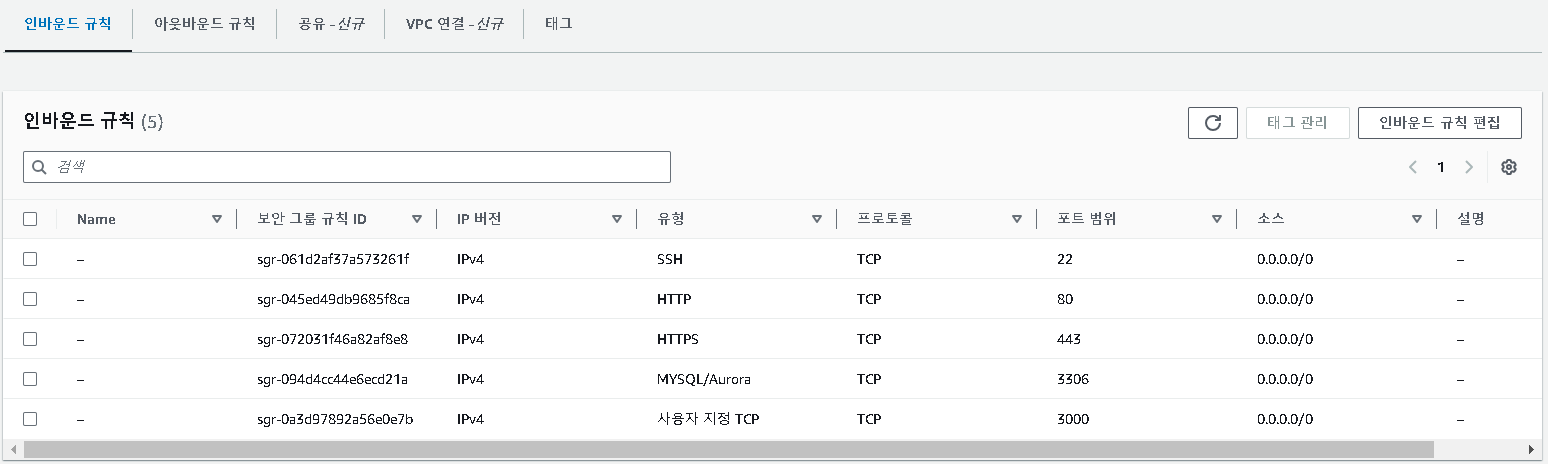 인바운드 규칙 아웃바운드 규칙 공유 -신규 VPC 연결 -신규 태그
인바운드 규칙 (5) 태그 관리 인바운드 규칙 편집
검색 1
Name 보안 그룹 규칙 ID IP 버전 유형 프로토콜 포트 범위 소스 설명
– sgr-061d2af37a573261f IPv4 SSH TCP 22 0.0.0.0/0 –
– sgr-045ed49db9685f8ca IPv4 HTTP TCP 80 0.0.0.0/0 –
– sgr-072031f46a82af8e8 IPv4 HTTPS TCP 443 0.0.0.0/0 –
– sgr-094d4cc44e6ecd21a IPv4 MYSQL/Aurora TCP 3306 0.0.0.0/0 –
– sgr-0a3d97892a56e0e7b IPv4 사용자 지정 TCP TCP 3000 0.0.0.0/0 –